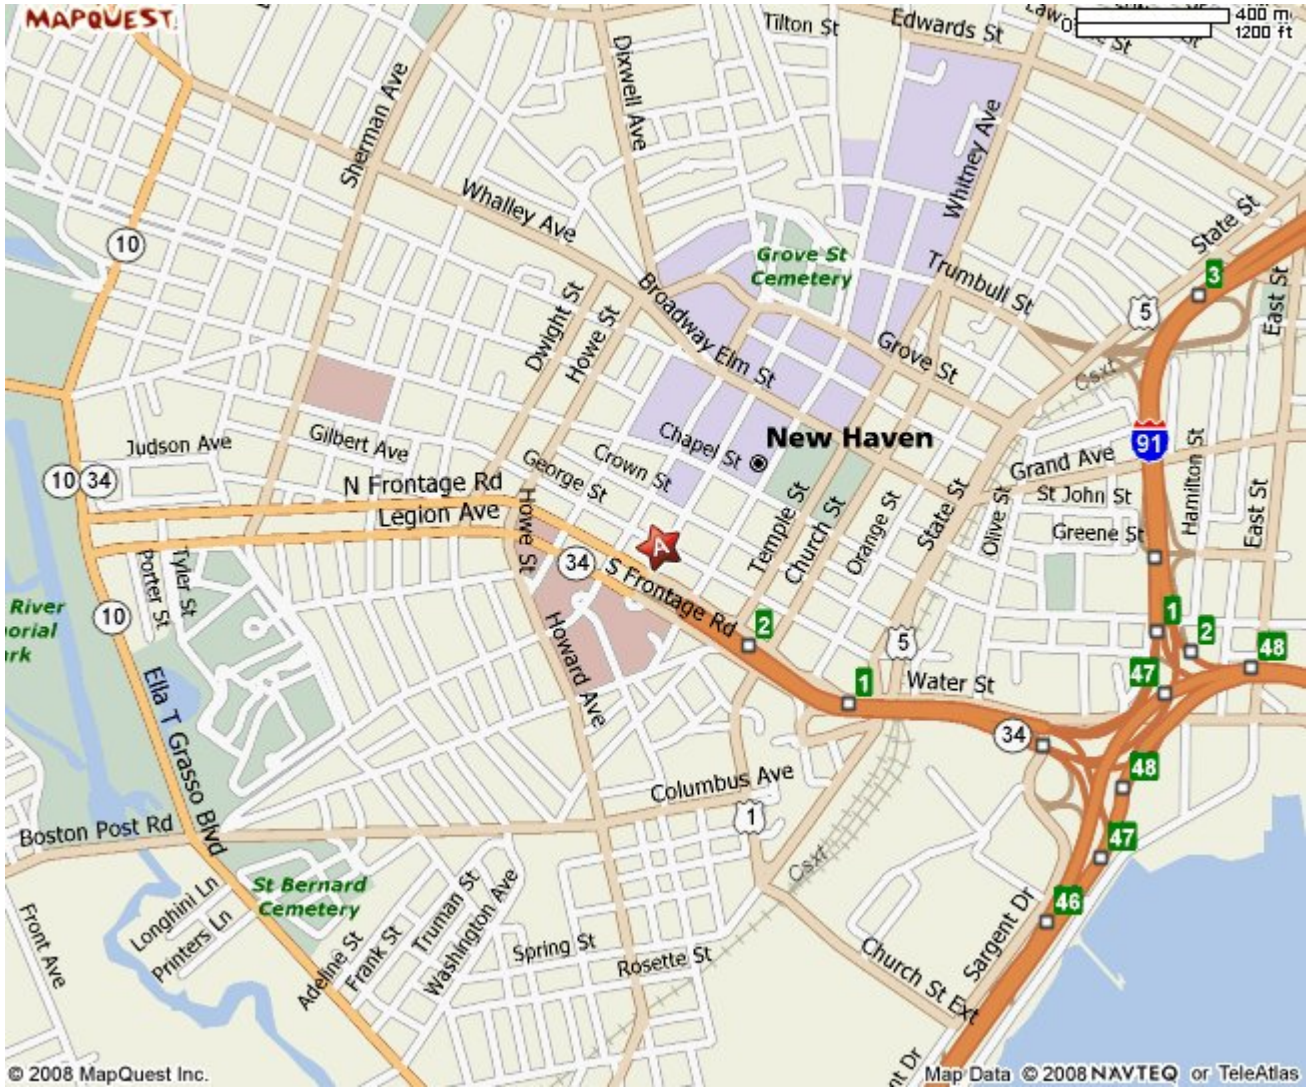 MAPQUEST.
Tilton St
Edwards St
400 m
1200 ft
Dixwell Ave
Sherman Ave
Whitney Ave
Whalley Ave
State St
10
Grove St
Cemetery
Trumbull St
3
5
East St
Dwight St
Howe St
Broadway
Elm St
Grove St
Csxt
Judson Ave
Gilbert Ave
Chapel St
New Haven
91
Hamilton St
Crown St
George St
Grand Ave
10
34
N Frontage Rd
Legion Ave
St John St
Greene St
East St
Howe St
Temple St
Church St
Orange St
State St
Olive St
A
34
S Frontage Rd
Porter St
Tyler St
River
10
2
5
1
2
48
47
Water St
1
34
Howard Ave
Ella T Grasso Blvd
Columbus Ave
48
1
Boston Post Rd
47
Csxt
St Bernard
Cemetery
46
Longhini Ln
Printers Ln
Truman St
Washington Ave
Frank St
Adeline St
Front Ave
Spring St
Rosette St
Sargent Dr
Church St Ext
© 2008 MapQuest Inc.
Map Data © 2008 NAVTEQ or TeleAtlas